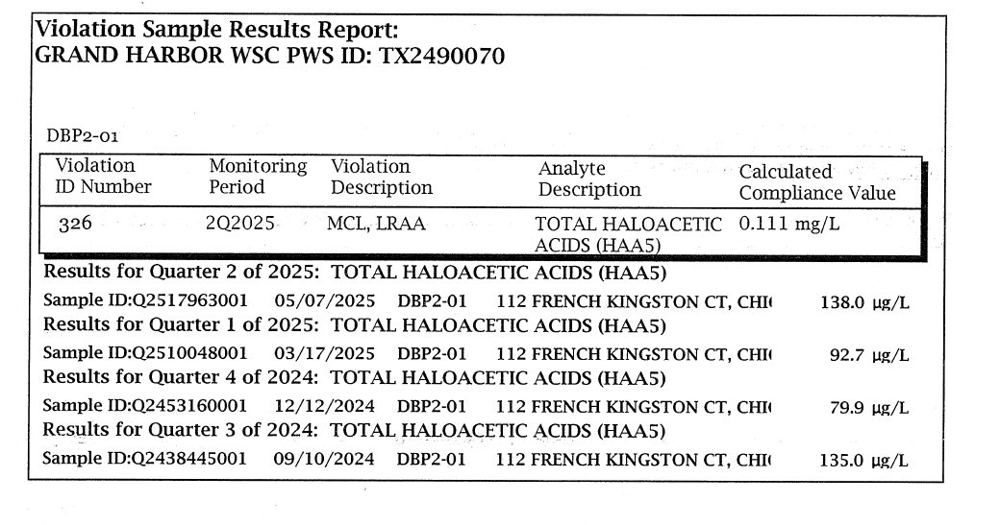 Violation Sample Results Report:
GRAND HARBOR WSC PWS ID: TX2490070
DBP2-01
Violation ID Number Monitoring Period Violation Description Analyte Description Calculated Compliance Value
326 2Q2025 MCL, LRAA TOTAL HALOACETIC ACIDS (HAA5) 0.111 mg/L
Results for Quarter 2 of 2025: TOTAL HALOACETIC ACIDS (HAA5)
Sample ID:Q2517963001 05/07/2025 DBP2-01 112 FRENCH KINGSTON CT, CHI 138.0 µg/L
Results for Quarter 1 of 2025: TOTAL HALOACETIC ACIDS (HAA5)
Sample ID:Q2510048001 03/17/2025 DBP2-01 112 FRENCH KINGSTON CT, CHI 92.7 µg/L
Results for Quarter 4 of 2024: TOTAL HALOACETIC ACIDS (HAA5)
Sample ID:Q2453160001 12/12/2024 DBP2-01 112 FRENCH KINGSTON CT, CHI 79.9 µg/L
Results for Quarter 3 of 2024: TOTAL HALOACETIC ACIDS (HAA5)
Sample ID:Q2438445001 09/10/2024 DBP2-01 112 FRENCH KINGSTON CT, CHI 135.0 µg/L